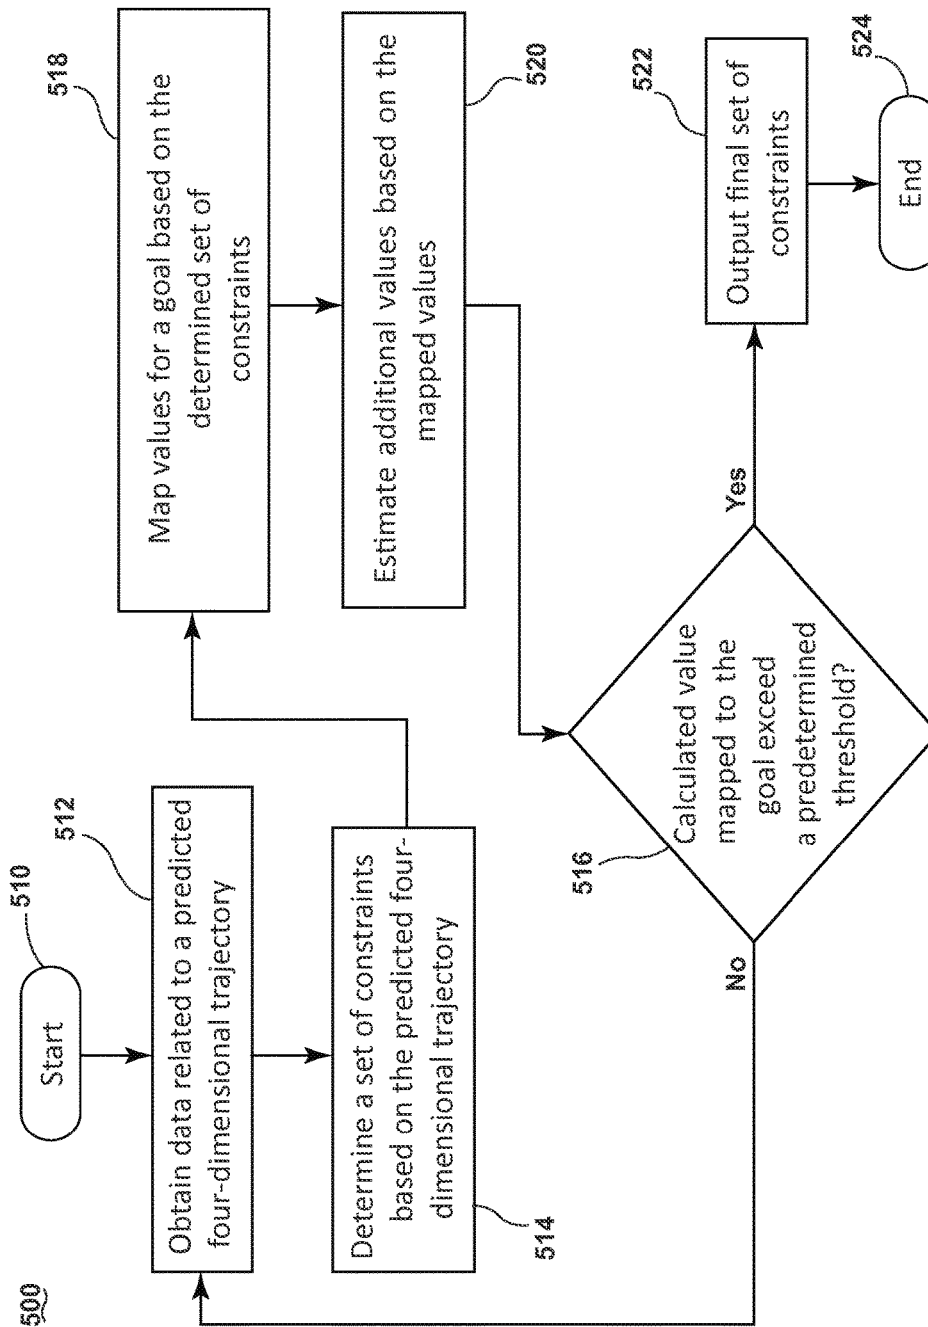 500
510
Start
512
Obtain data related to a predicted
four-dimensional trajectory
Determine a set of constraints
based on the predicted four-
dimensional trajectory
514
518
Map values for a goal based on the
determined set of
constraints
Estimate additional values based on the
mapped values
520
516
Calculated value
mapped to the
goal exceed
a predetermined
threshold?
No
Yes
522
Output final set of
constraints
524
End